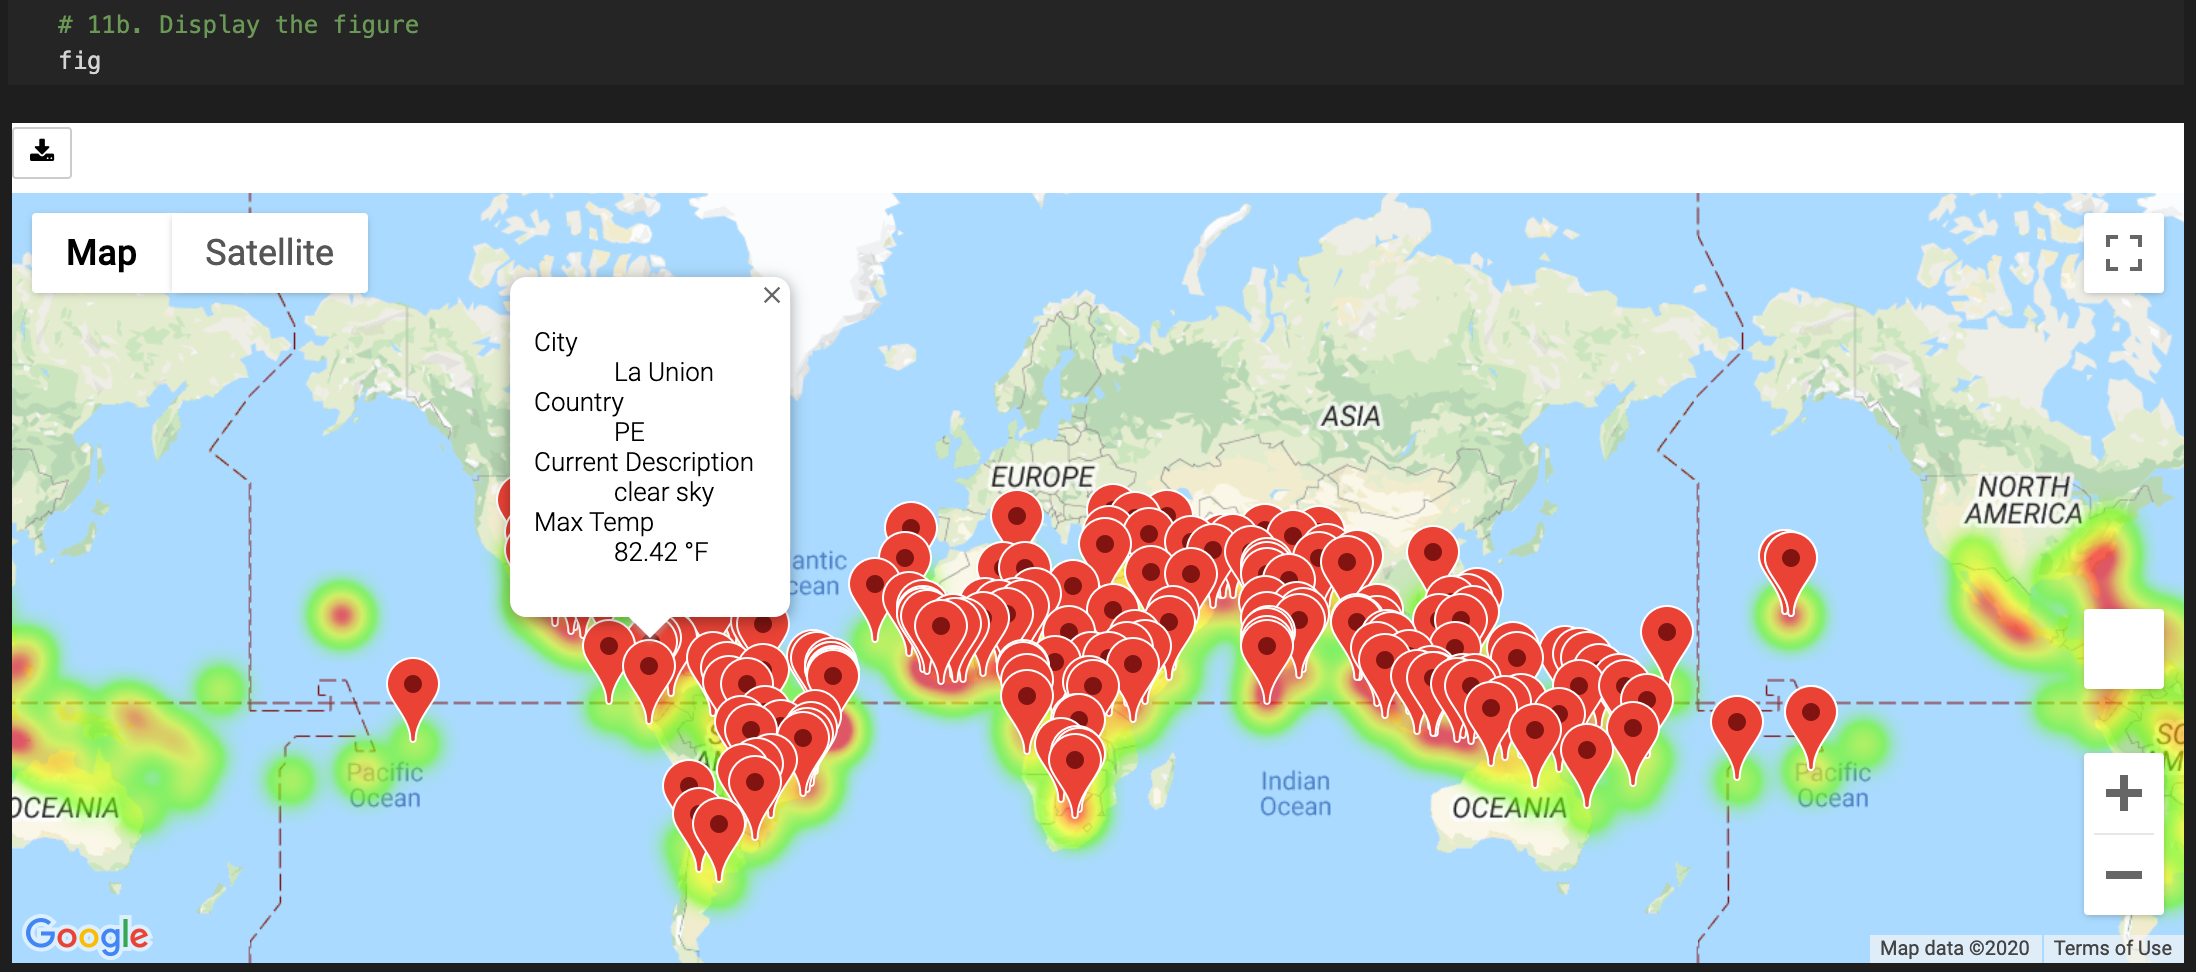 # 11b. Display the figure
fig
Map
Satellite
City
La Union
Country
PE
Current Description
clear sky
Max Temp
82.42 °F
ASIA
EUROPE
NORTH
AMERICA
antic
cean
Pacific
Ocean
Indian
Ocean
Pacific
Ocean
OCEANIA
OCEANIA
Google
Map data ©2020
Terms of Use